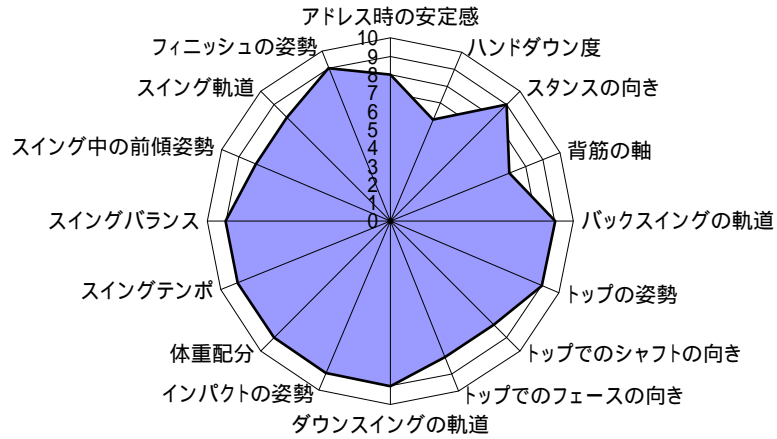 アドレス時の安定感
ハンドダウン度
スタンスの向き
背筋の軸
バックスイングの軌道
トップの姿勢
トップでのシャフトの向き
トップでのフェースの向き
ダウンスイングの軌道
インパクトの姿勢
体重配分
スイングテンポ
スイングバランス
スイング中の前傾姿勢
スイング軌道
フィニッシュの姿勢
10
9
8
7
6
5
4
3
2
1
0